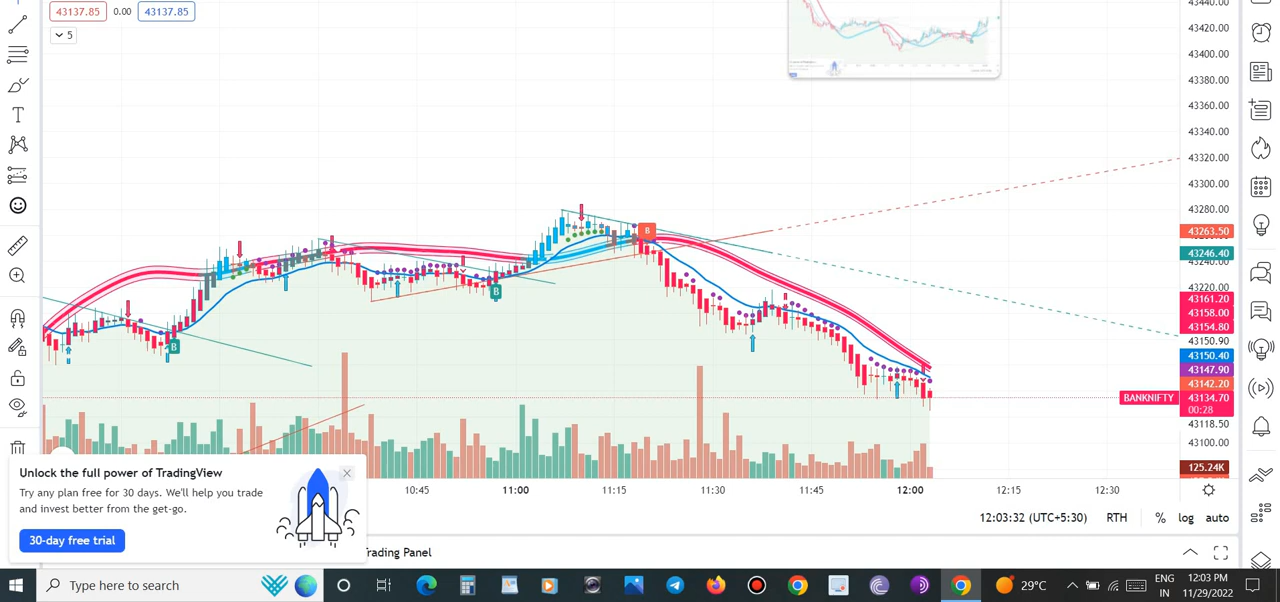 43137.85 0.00 43137.85
5
43440.00
43420.00
43400.00
43380.00
43360.00
43340.00
43320.00
43300.00
43280.00
43263.50
43246.40
43240.00
43220.00
43161.20
43158.00
43154.80
43150.90
43150.40
43147.90
43142.20
BANKNIFTY 43134.70
00:28
43118.50
43100.00
125.24K
B
B
B
10:45 11:00 11:15 11:30 11:45 12:00 12:15 12:30
12:03:32 (UTC+5:30) RTH % log auto
Unlock the full power of TradingView
Try any plan free for 30 days. We'll help you trade
and invest better from the get-go.
30-day free trial
Trading Panel
Type here to search
29°C
ENG
IN
12:03 PM
11/29/2022